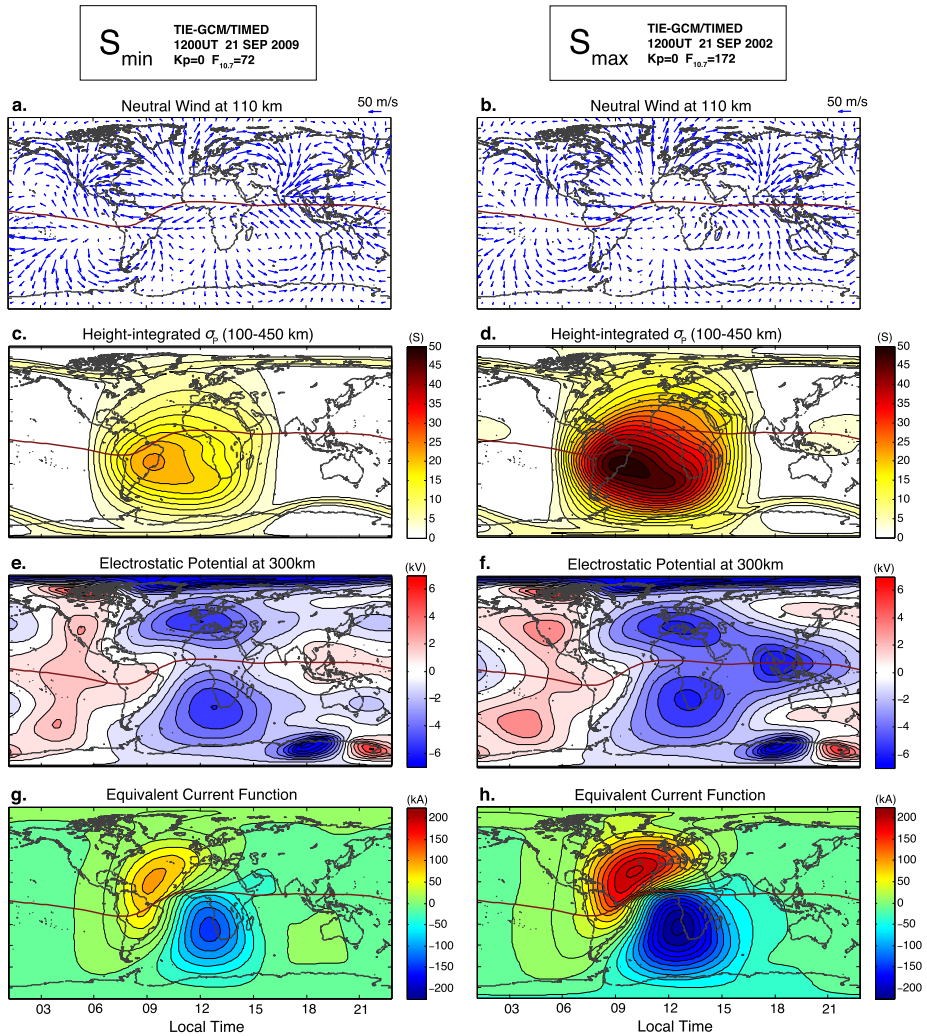 S min
TIE-GCM/TIMED
1200UT 21 SEP 2009
Kp=0 F10.7=72
S max
TIE-GCM/TIMED
1200UT 21 SEP 2002
Kp=0 F10.7=172
a. Neutral Wind at 110 km 50 m/s
b. Neutral Wind at 110 km 50 m/s
c. Height-integrated σP (100-450 km) (S)
50
45
40
35
30
25
20
15
10
5
0
d. Height-integrated σP (100-450 km) (S)
50
45
40
35
30
25
20
15
10
5
0
e. Electrostatic Potential at 300km (kV)
6
4
2
0
−2
−4
−6
f. Electrostatic Potential at 300km (kV)
6
4
2
0
−2
−4
−6
g. Equivalent Current Function (kA)
200
150
100
50
0
−50
−100
−150
−200
03 06 09 12 15 18 21
Local Time
h. Equivalent Current Function (kA)
200
150
100
50
0
−50
−100
−150
−200
03 06 09 12 15 18 21
Local Time